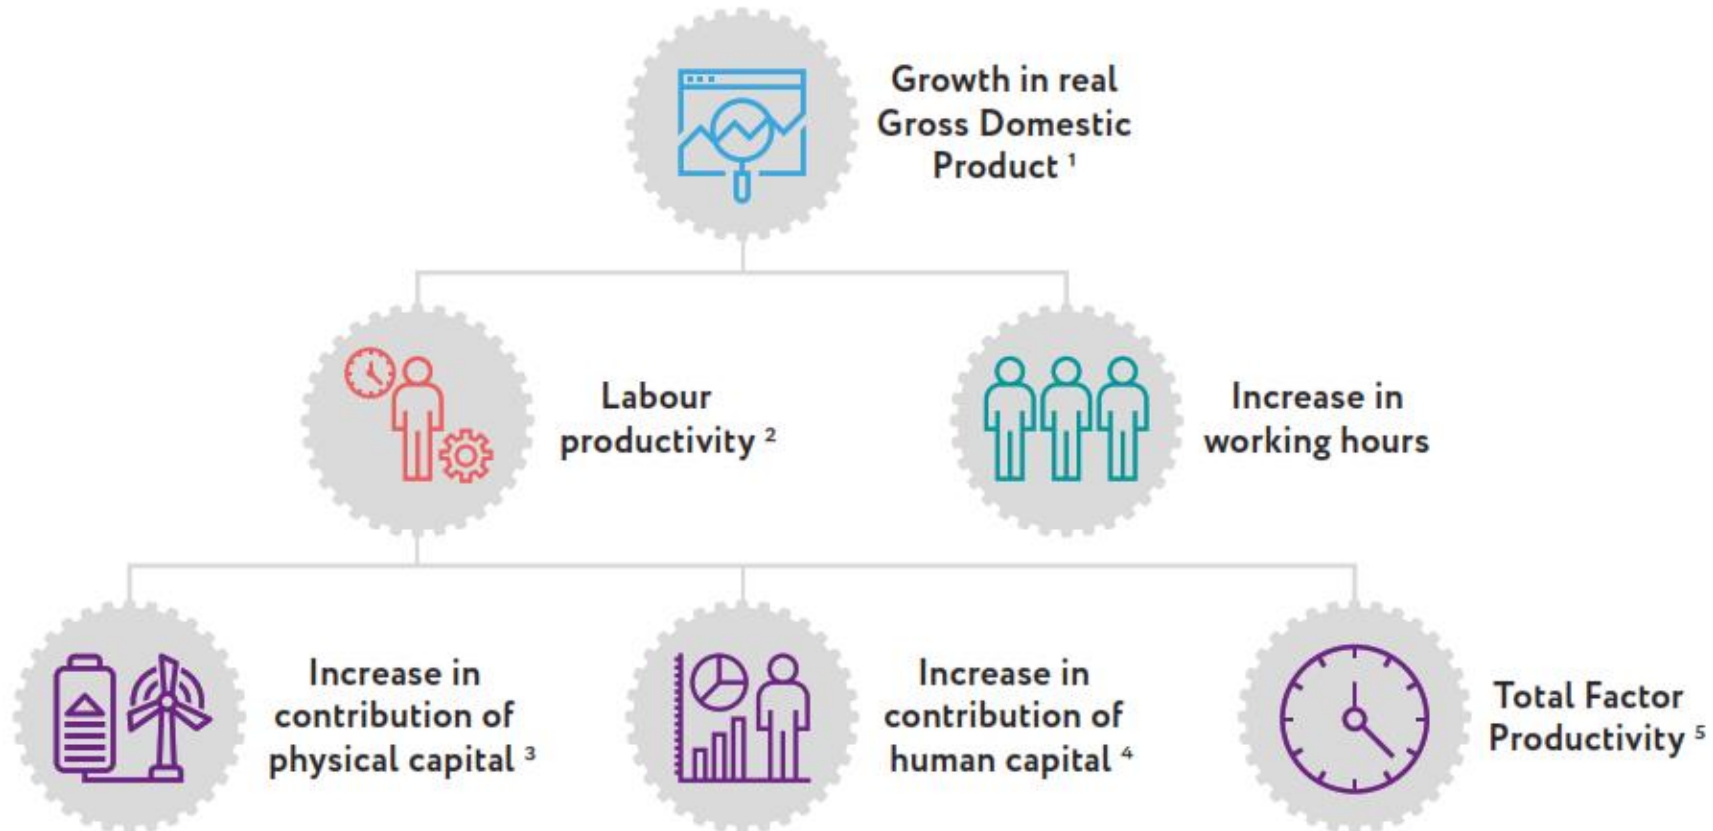 Growth in real
Gross Domestic
Product ¹
Labour
productivity ²
Increase in
working hours
Increase in
contribution of
physical capital ³
Increase in
contribution of
human capital ⁴
Total Factor
Productivity ⁵